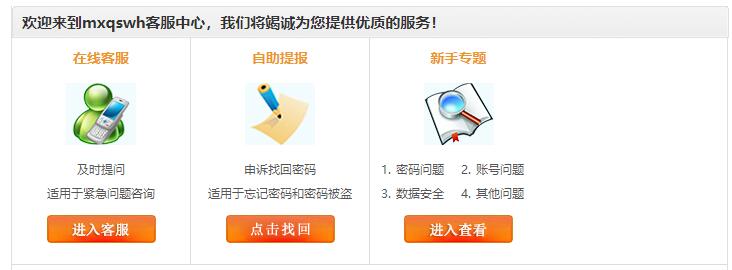 欢迎来到mxqswh客服中心，我们将竭诚为您提供优质的服务！
在线客服
及时提问
适用于紧急问题咨询
进入客服
自助提报
申诉找回密码
适用于忘记密码和密码被盗
点击找回
新手专题
1. 密码问题 2. 账号问题
3. 数据安全 4. 其他问题
进入查看